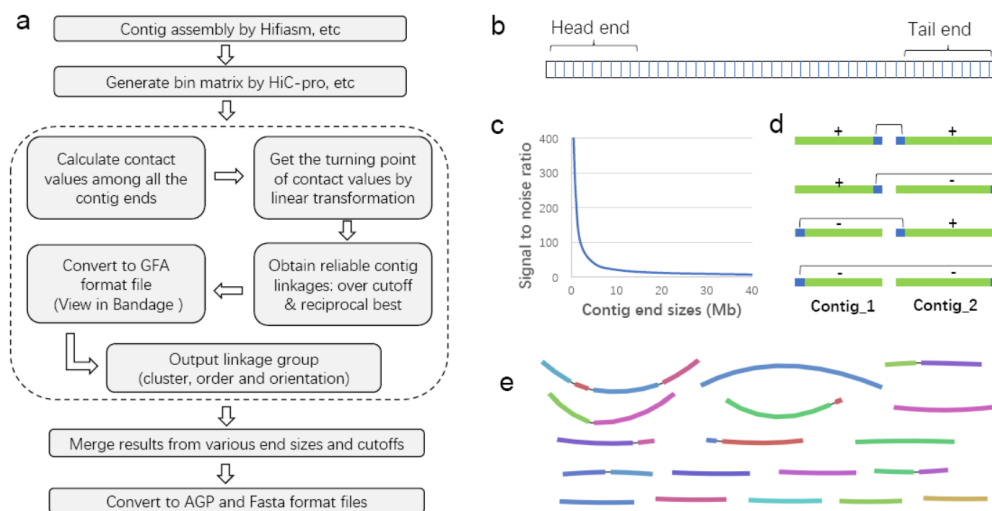 a
Contig assembly by Hifiasm, etc
Generate bin matrix by HiC-pro, etc
Calculate contact
values among all the
contig ends
Get the turning point
of contact values by
linear transformation
Convert to GFA
format file
(View in Bandage )
Obtain reliable contig
linkages: over cutoff
& reciprocal best
Output linkage group
(cluster, order and orientation)
Merge results from various end sizes and cutoffs
Convert to AGP and Fasta format files
b
Head end
Tail end
c
Signal to noise ratio
400
300
200
100
0
0
10
20
30
40
Contig end sizes (Mb)
d
+ +
+ -
- +
- -
Contig_1 Contig_2
e